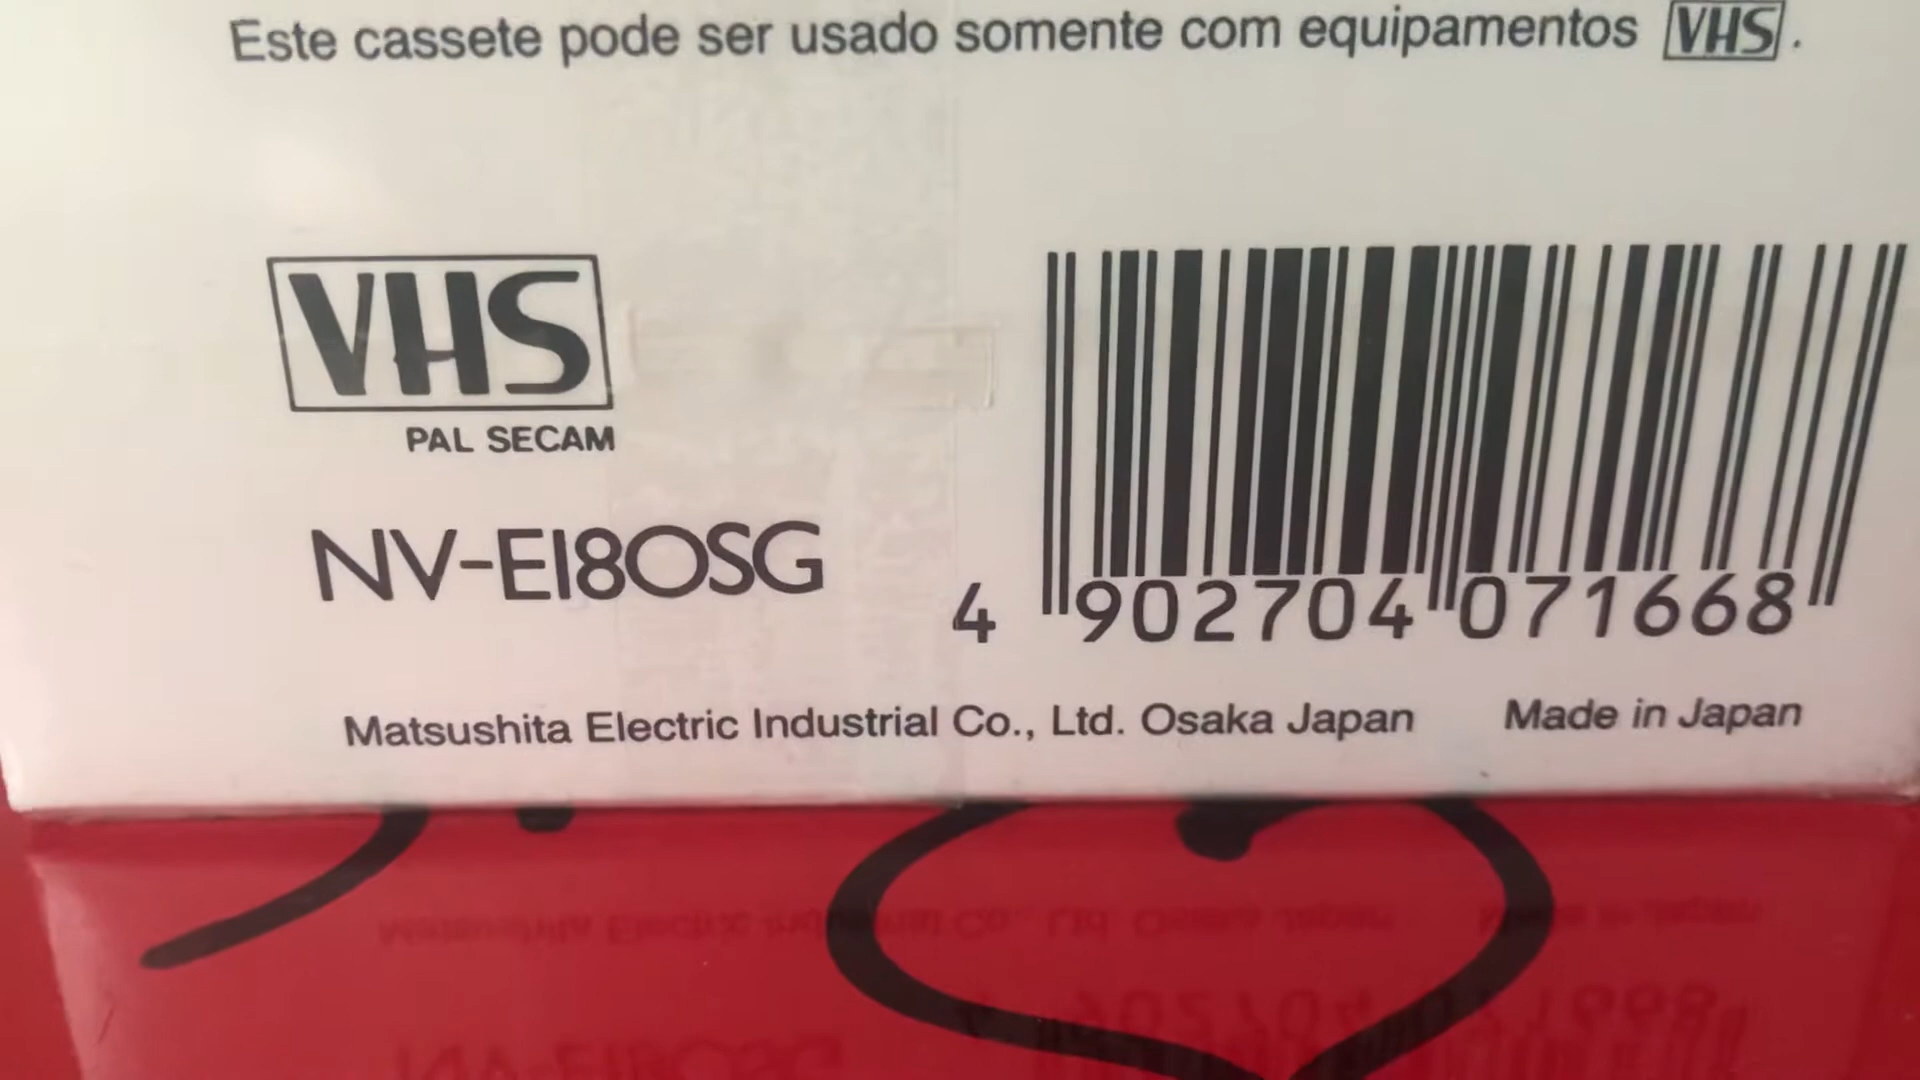 Este cassete pode ser usado somente com equipamentos VHS.
VHS
PAL SECAM
NV-E180SG
4 902704 071668
Matsushita Electric Industrial Co., Ltd. Osaka Japan Made in Japan